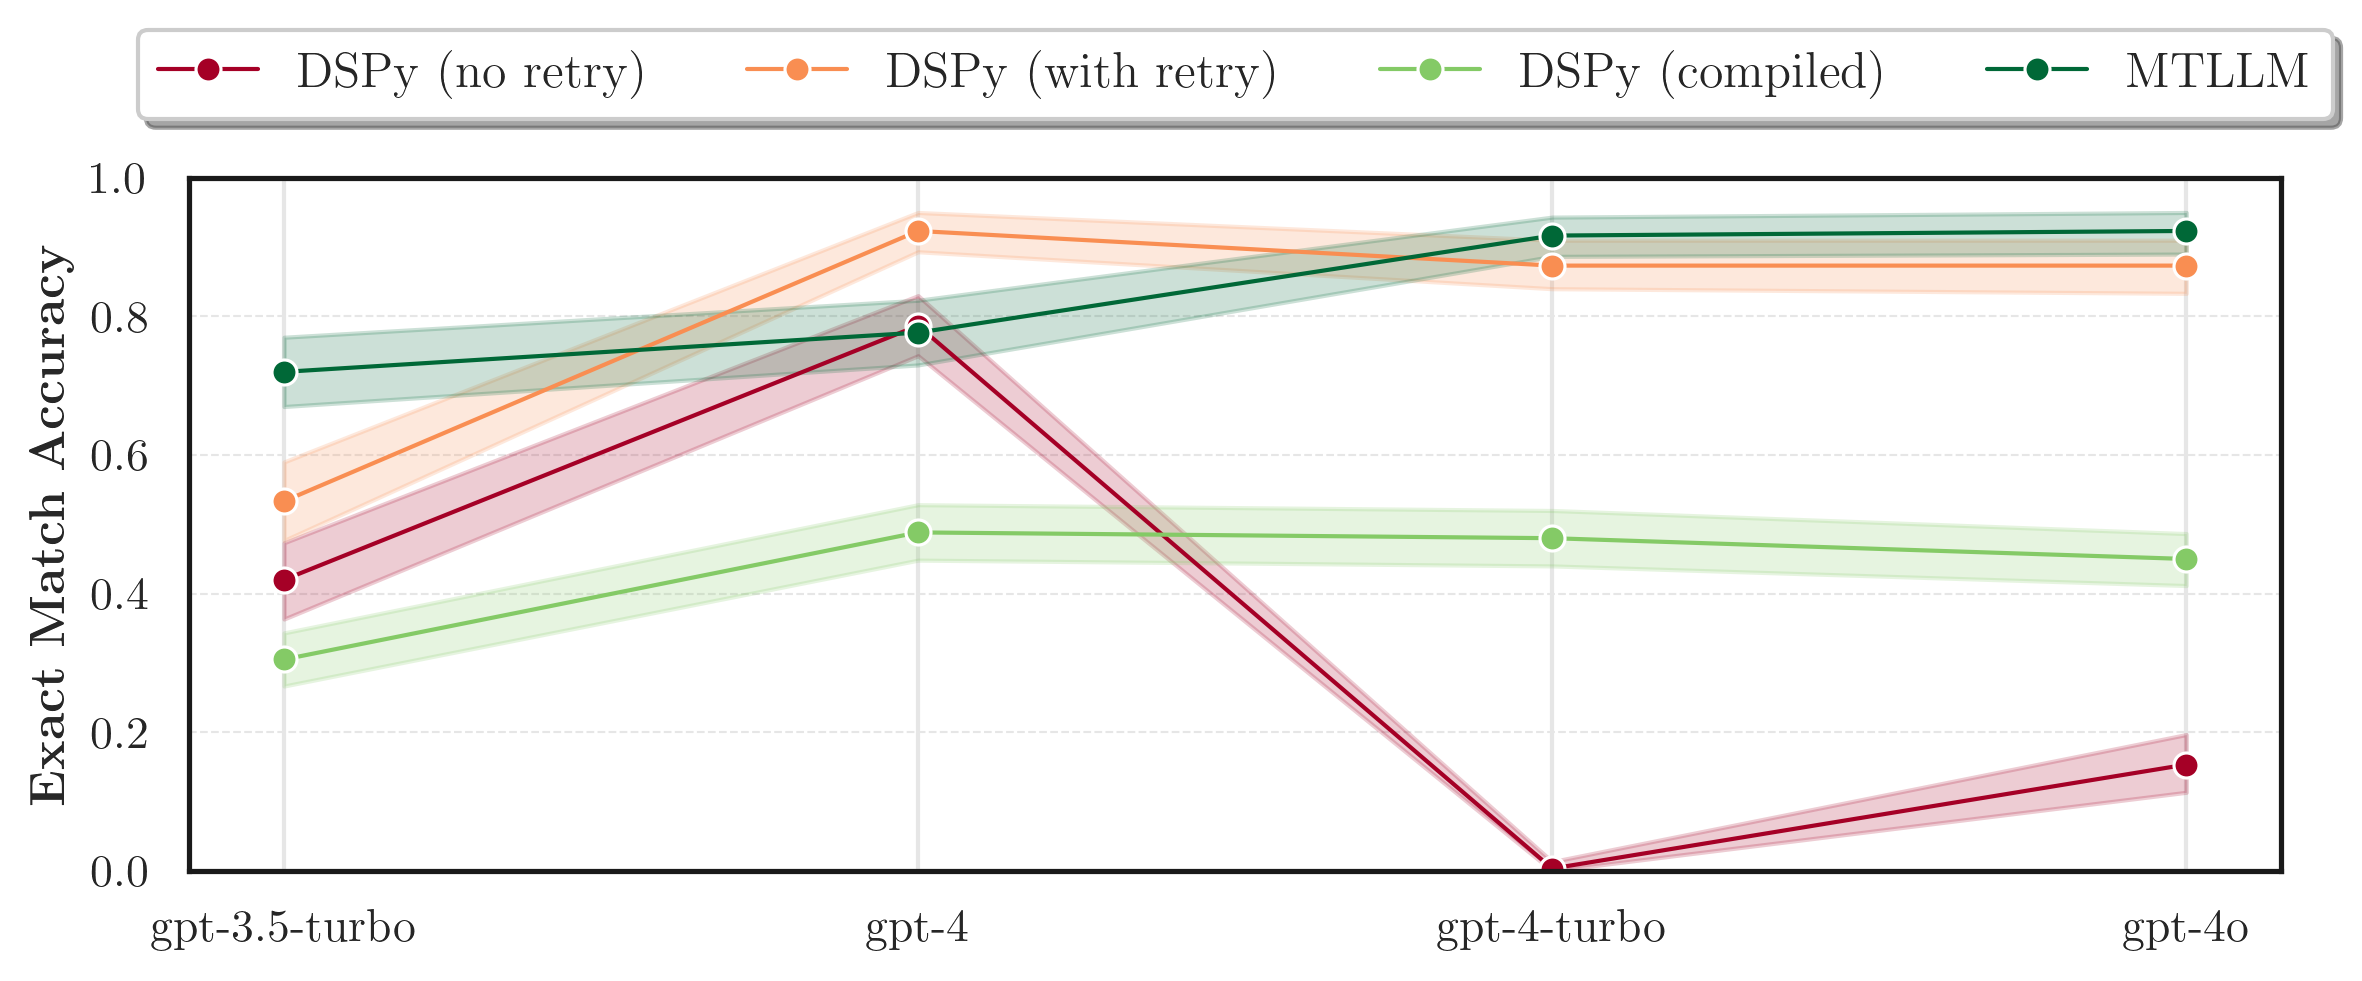 DSPy (no retry) DSPy (with retry) DSPy (compiled) MTLLM
Exact Match Accuracy
1.0
0.8
0.6
0.4
0.2
0.0
gpt-3.5-turbo gpt-4 gpt-4-turbo gpt-4o